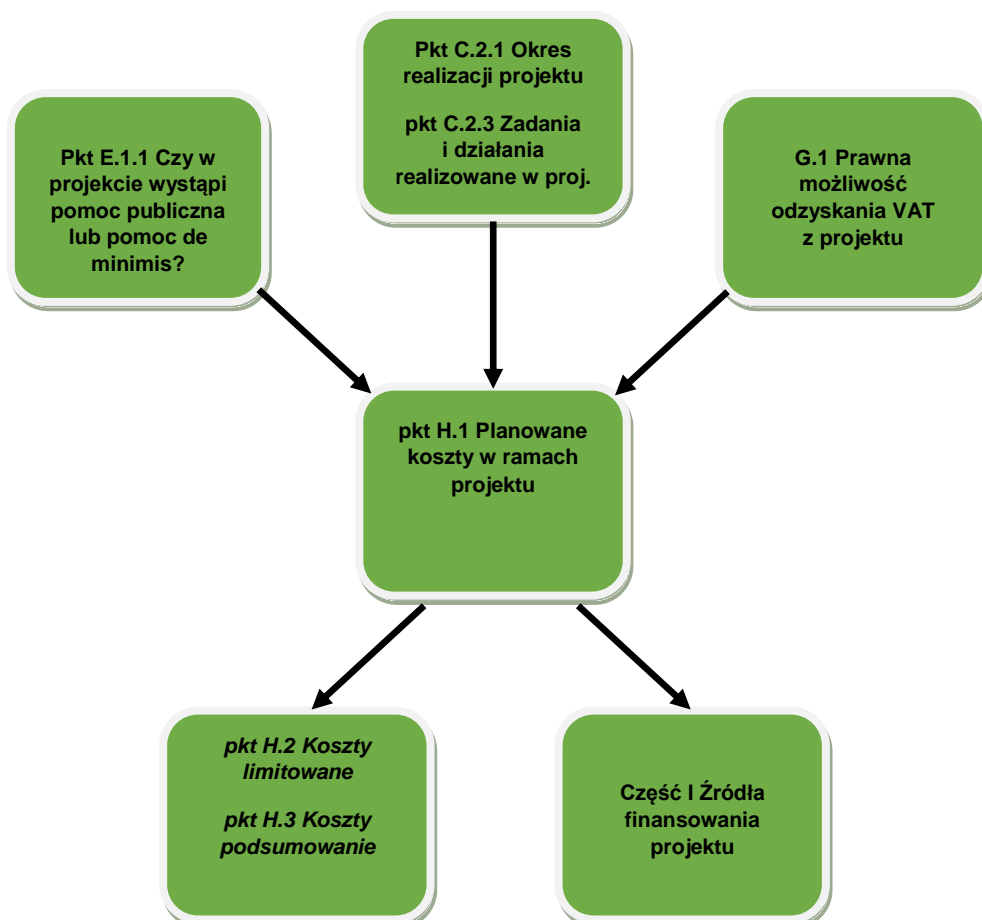 Pkt C.2.1 Okres
realizacji projektu
pkt C.2.3 Zadania
i działania
realizowane w proj.
Pkt E.1.1 Czy w
projekcie wystąpi
pomoc publiczna
lub pomoc de
minimis?
G.1 Prawna
możliwość
odzyskania VAT
z projektu
pkt H.1 Planowane
koszty w ramach
projektu
pkt H.2 Koszty
limitowane
pkt H.3 Koszty
podsumowanie
Część I Źródła
finansowania
projektu